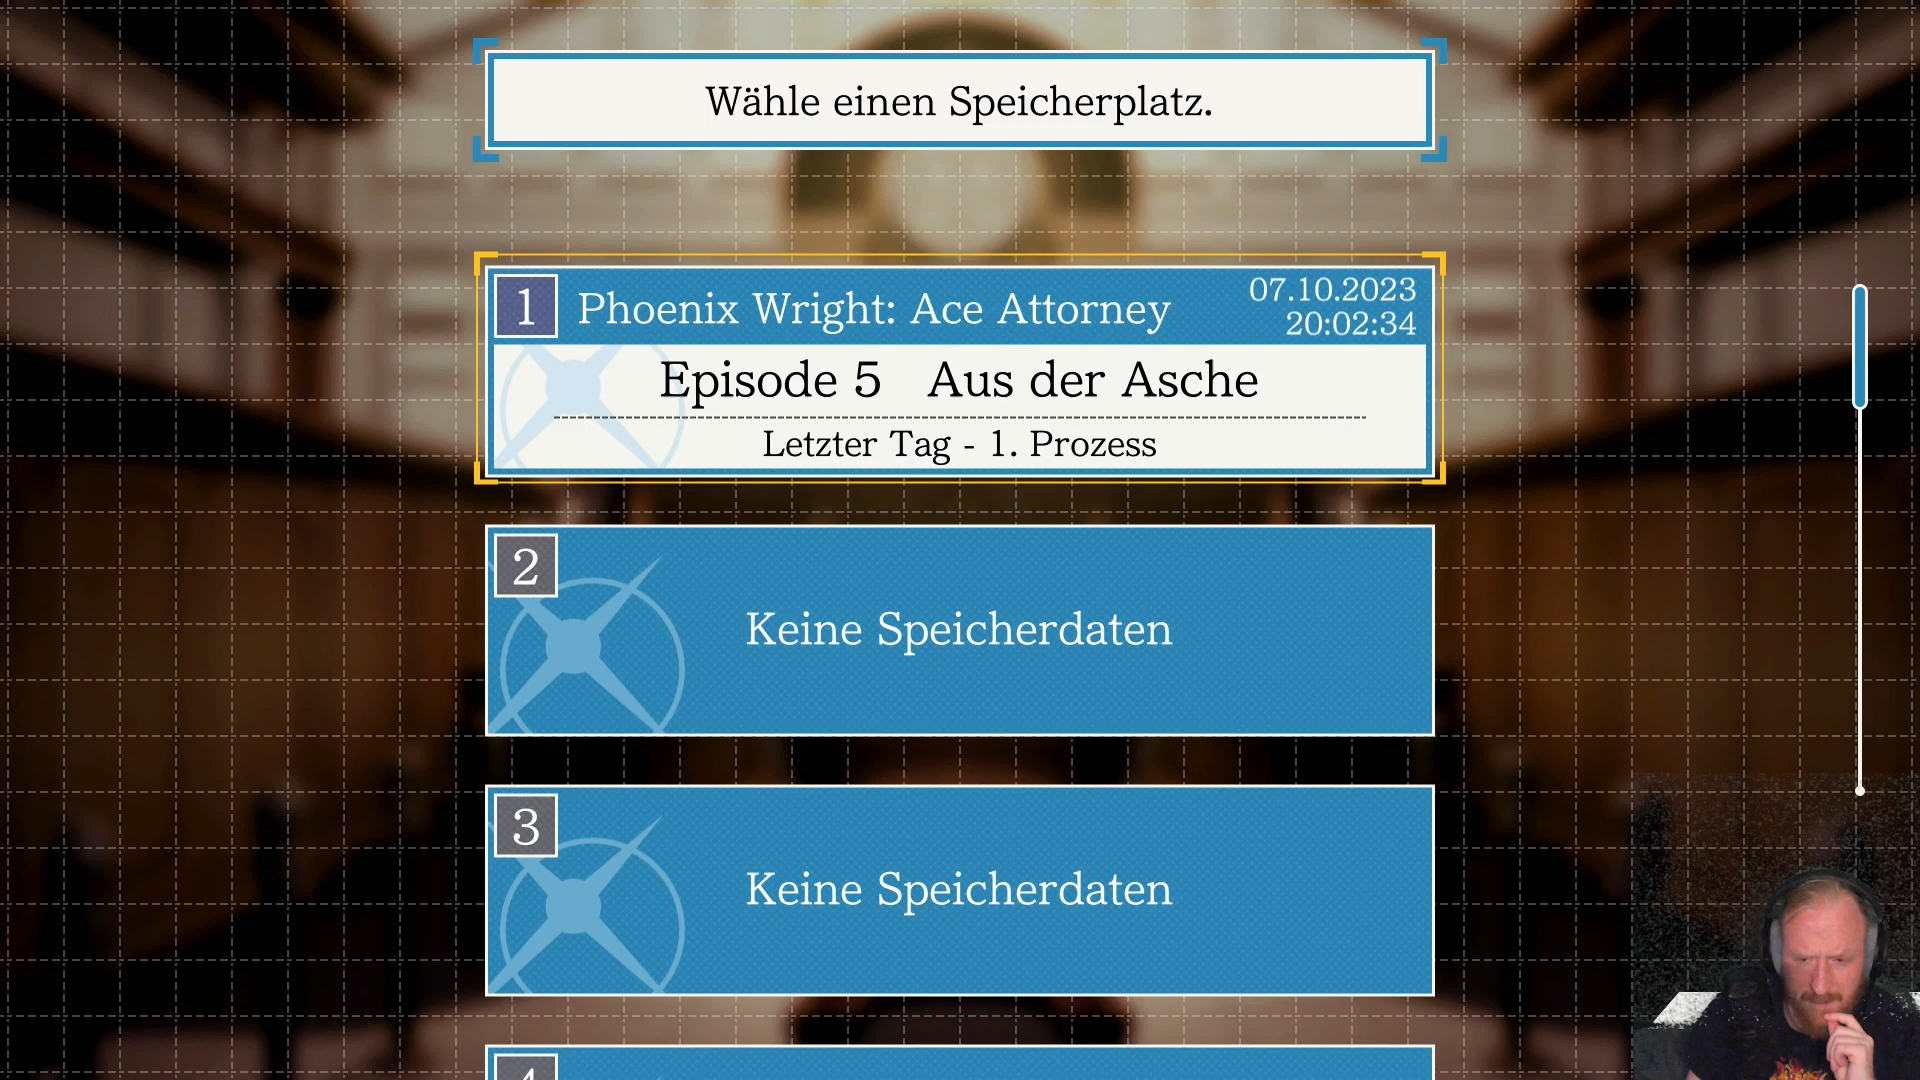 Wähle einen Speicherplatz.
1 Phoenix Wright: Ace Attorney 07.10.2023
20:02:34
Episode 5 Aus der Asche
Letzter Tag - 1. Prozess
2
Keine Speicherdaten
3
Keine Speicherdaten
4